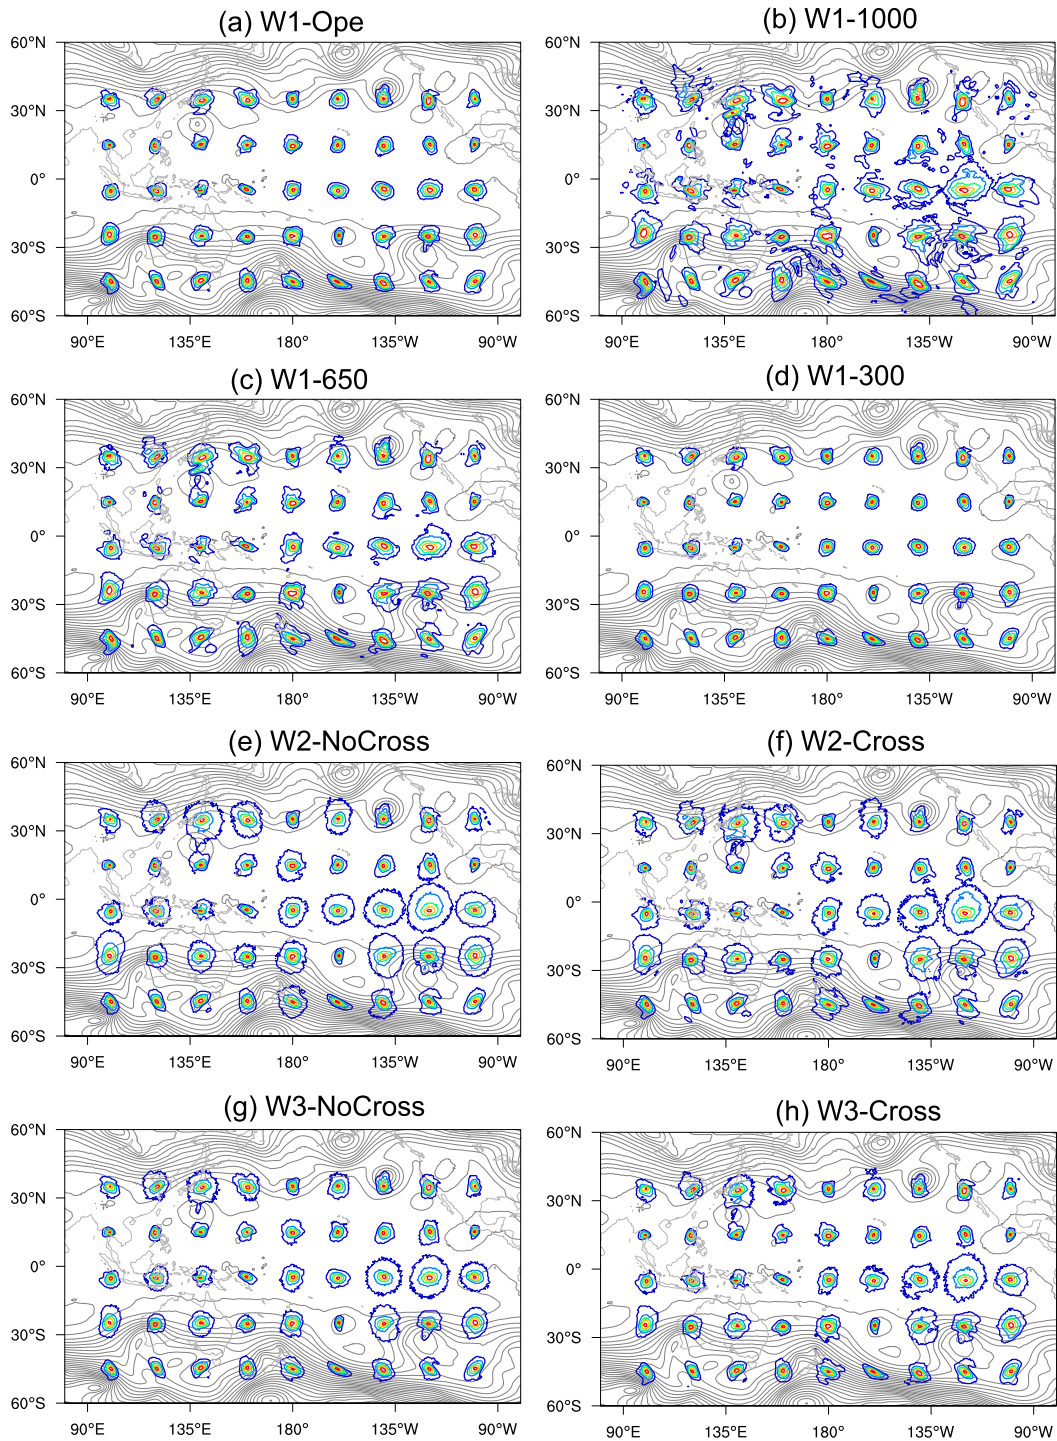 (a) W1-Ope
(b) W1-1000
60°N
30°N
0°
30°S
60°S
90°E 135°E 180° 135°W 90°W
60°N
30°N
0°
30°S
60°S
90°E 135°E 180° 135°W 90°W
(c) W1-650
(d) W1-300
60°N
30°N
0°
30°S
60°S
90°E 135°E 180° 135°W 90°W
60°N
30°N
0°
30°S
60°S
90°E 135°E 180° 135°W 90°W
(e) W2-NoCross
(f) W2-Cross
60°N
30°N
0°
30°S
60°S
90°E 135°E 180° 135°W 90°W
60°N
30°N
0°
30°S
60°S
90°E 135°E 180° 135°W 90°W
(g) W3-NoCross
(h) W3-Cross
60°N
30°N
0°
30°S
60°S
90°E 135°E 180° 135°W 90°W
60°N
30°N
0°
30°S
60°S
90°E 135°E 180° 135°W 90°W